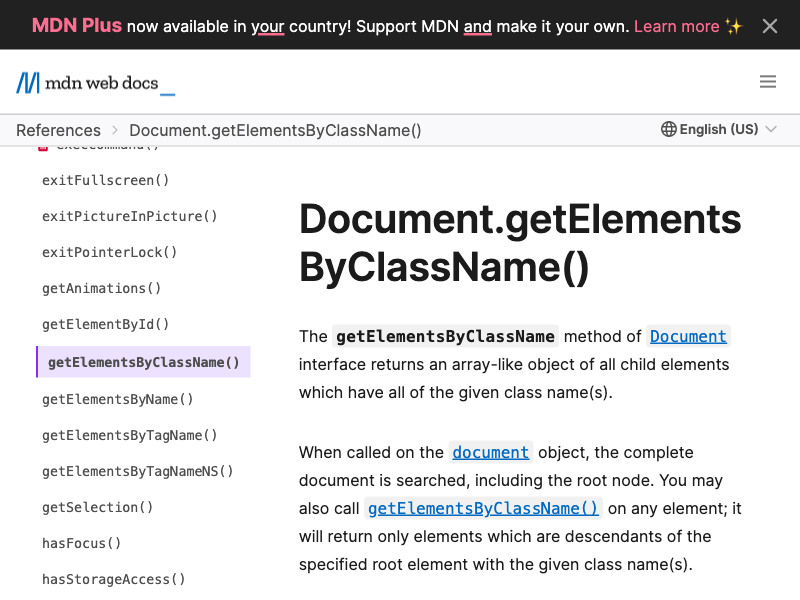 MDN Plus now available in your country! Support MDN and make it your own. Learn more ✨
mdn web docs_
References > Document.getElementsByClassName()
English (US)
execCommand()
exitFullscreen()
exitPictureInPicture()
exitPointerLock()
getAnimations()
getElementById()
getElementsByClassName()
getElementsByName()
getElementsByTagName()
getElementsByTagNameNS()
getSelection()
hasFocus()
hasStorageAccess()
Document.getElements
ByClassName()
The getElementsByClassName method of Document
interface returns an array-like object of all child elements
which have all of the given class name(s).
When called on the document object, the complete
document is searched, including the root node. You may
also call getElementsByClassName() on any element; it
will return only elements which are descendants of the
specified root element with the given class name(s).